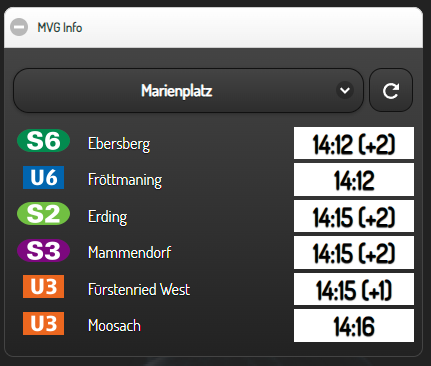 MVG Info
Marienplatz
S6 Ebersberg 14:12 (+2)
U6 Fröttmaning 14:12
S2 Erding 14:15 (+2)
S3 Mammendorf 14:15 (+2)
U3 Fürstenried West 14:15 (+1)
U3 Moosach 14:16